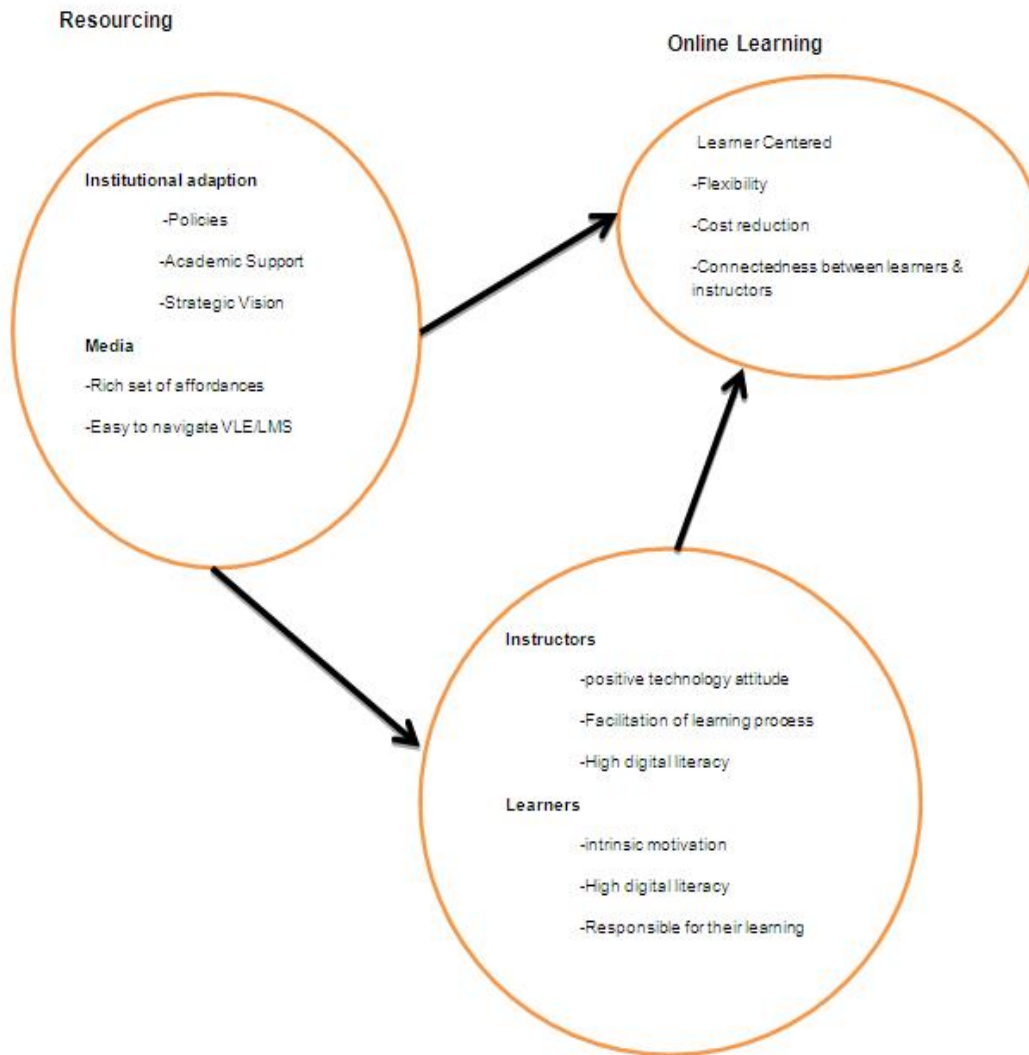 Resourcing
Online Learning
Institutional adaption
-Policies
-Academic Support
-Strategic Vision
Media
-Rich set of affordances
-Easy to navigate VLE/LMS
Learner Centered
-Flexibility
-Cost reduction
-Connectedness between learners &
instructors
Instructors
-positive technology attitude
-Facilitation of learning process
-High digital literacy
Learners
-intrinsic motivation
-High digital literacy
-Responsible for their learning